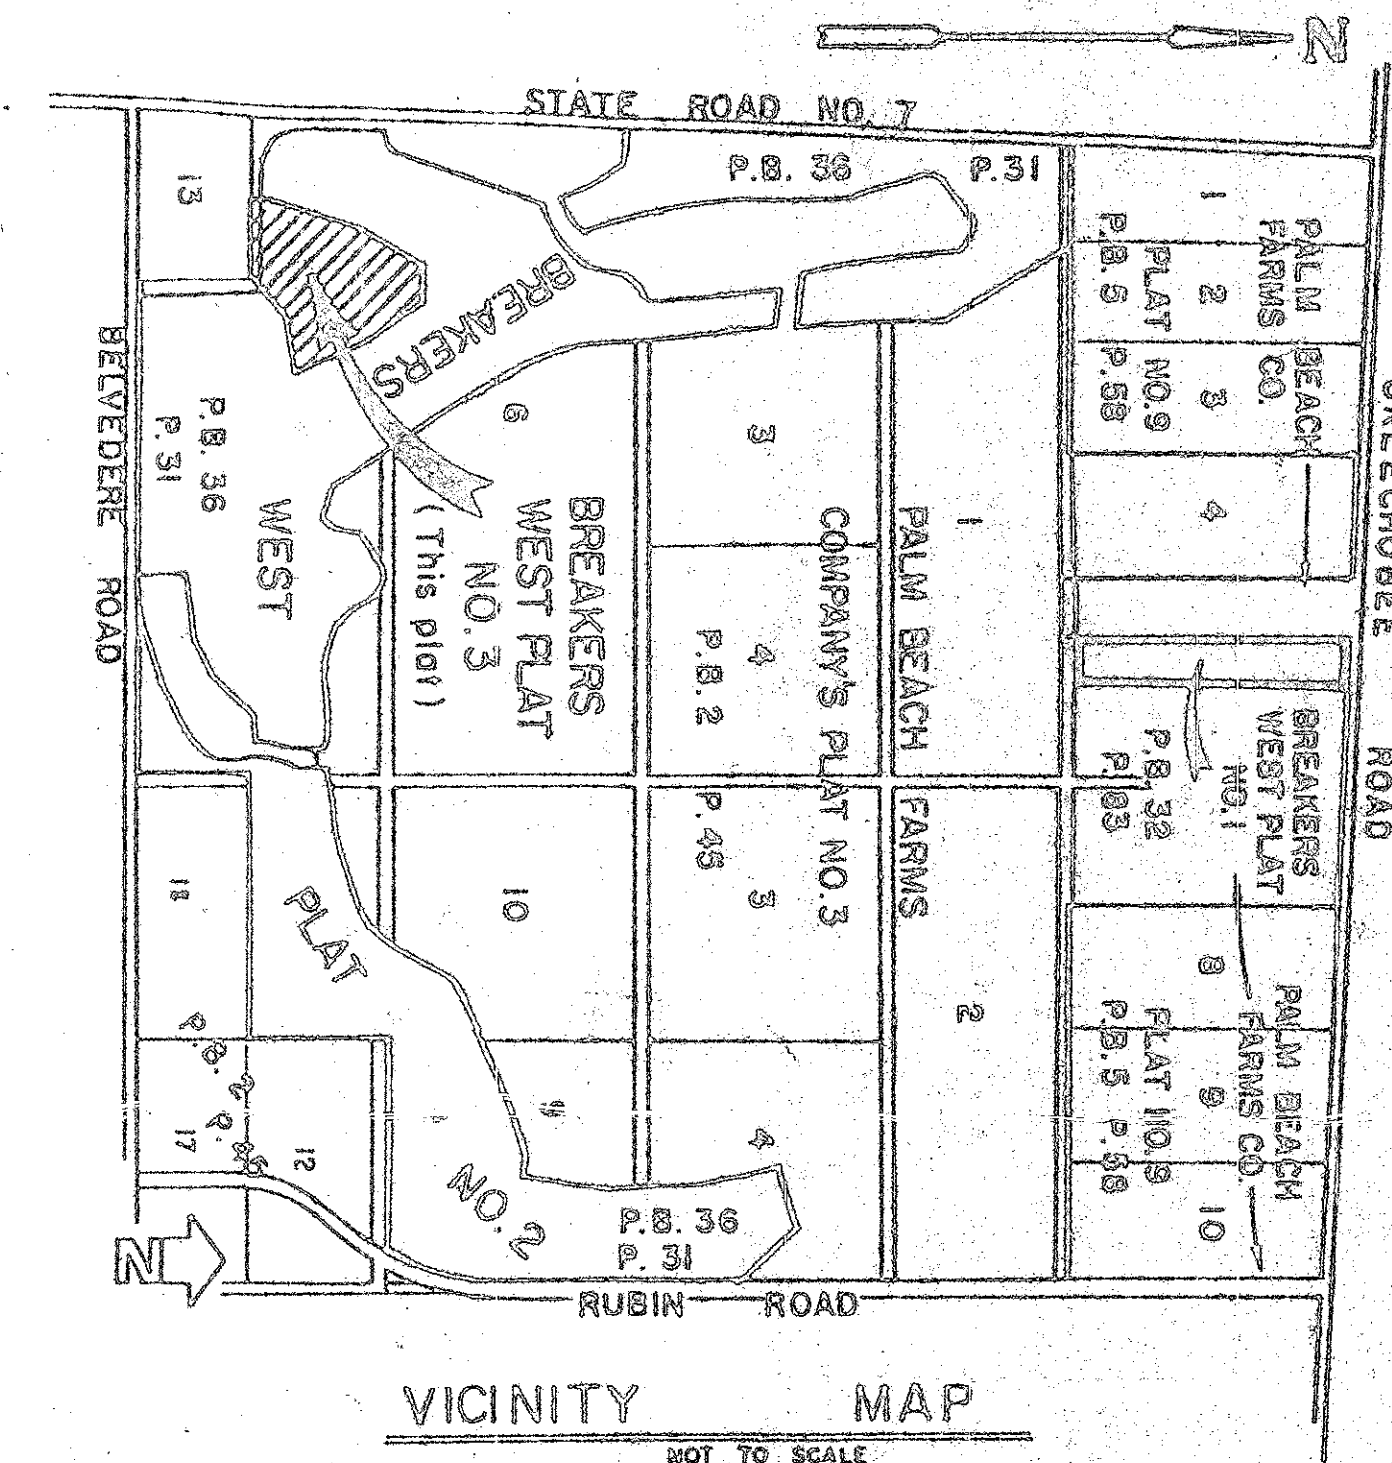 N
STATE ROAD NO. 7
P.B. 36 P.31
13
1
2
3
4
PALM BEACH
FARMS CO.
PLAT NO.9
P.B. 5 P.58
ROAD
BREAKERS
WEST
PLAT
NO. 2
6
3
1
BELVEDERE ROAD
P.B. 36
P.31
BREAKERS
WEST PLAT
NO. 3
(This plat)
PALM BEACH FARMS
COMPANY'S PLAT NO. 3
4
P.B. 2 P. 45
BREAKERS
WEST PLAT
NO. 1
P.B. 32
P. 83
10
3
2
8
9
10
PALM BEACH
FARMS CO.
P.B. 5 P.58
P.B. 2 P. 45
17
12
4
P.B. 36
P. 31
N
RUBIN ROAD
VICINITY MAP
NOT TO SCALE